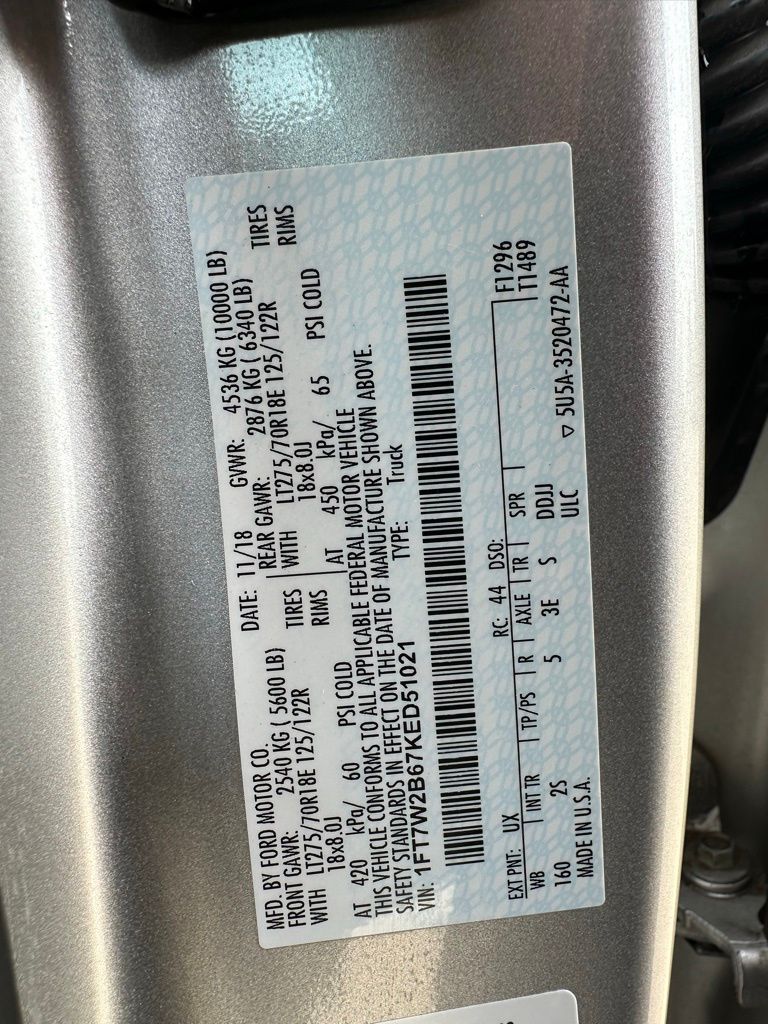 MFD. BY FORD MOTOR CO.
DATE: 11/18 GVWR: 4536 KG (10000 LB)
FRONT GAWR: 2540 KG ( 5600 LB) REAR GAWR: 2876 KG ( 6340 LB)
WITH LT275/70R18E 125/122R TIRES WITH LT275/70R18E 125/122R TIRES
18x8.0J RIMS 18x8.0J RIMS
AT 420 kPa/ 60 PSI COLD AT 450 kPa/ 65 PSI COLD
THIS VEHICLE CONFORMS TO ALL APPLICABLE FEDERAL MOTOR VEHICLE
SAFETY STANDARDS IN EFFECT ON THE DATE OF MANUFACTURE SHOWN ABOVE.
VIN: 1FT7W2B67KED51021 TYPE: Truck
EXT PNT: UX RC: 44 DSO: F1296
WB INT TR TP/PS R AXLE TR SPR T1489
160 2S 5 3E S DDJJ
ULC
MADE IN U.S.A. ▽ 5U5A-3520472-AA